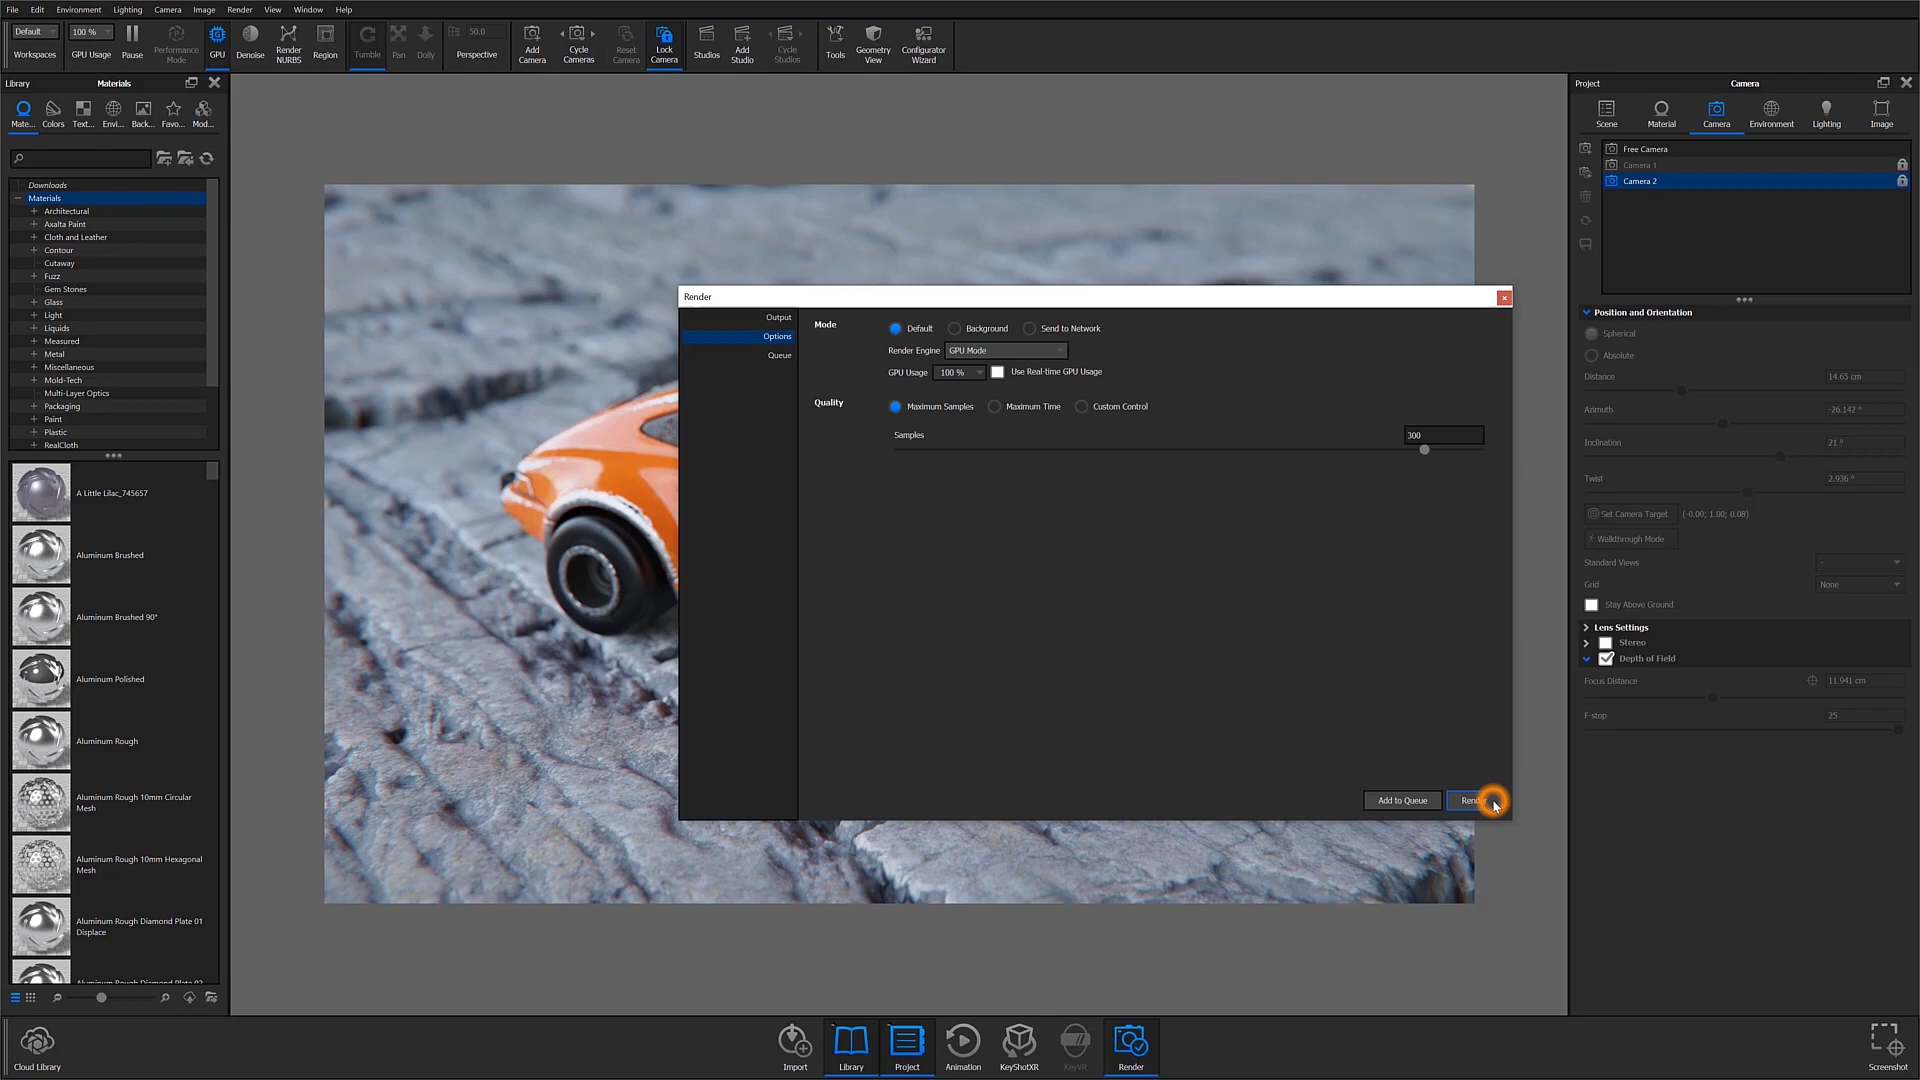 File Edit Environment Lighting Camera Image Render View Window Help
Default 100 % 50.0
Workspaces GPU Usage Pause Performance Mode GPU Denoise Render NURBS Region Tumble Pan Dolly Perspective Add Camera Cycle Cameras Reset Camera Lock Camera Studios Add Studio Cycle Studios Tools Geometry View Configurator Wizard
Library Materials
Mate... Colors Text... Envi... Back... Favo... Mod...
Downloads
Materials
Architectural
Axalta Paint
Cloth and Leather
Contour
Cutaway
Fuzz
Gem Stones
Glass
Light
Liquids
Measured
Metal
Miscellaneous
Mold-Tech
Multi-Layer Optics
Packaging
Paint
Plastic
RealCloth
A Little Lilac_745657
Aluminum Brushed
Aluminum Brushed 90°
Aluminum Polished
Aluminum Rough
Aluminum Rough 10mm Circular
Mesh
Aluminum Rough 10mm Hexagonal
Mesh
Aluminum Rough Diamond Plate 01
Displace
Aluminum Rough Diamond Plate 02
Render
Output
Options
Queue
Mode Default Background Send to Network
Render Engine GPU Mode
GPU Usage 100 % Use Real-time GPU Usage
Quality Maximum Samples Maximum Time Custom Control
Samples 300
Add to Queue Render
Project Camera
Scene Material Camera Environment Lighting Image
Free Camera
Camera 1
Camera 2
Position and Orientation
Spherical
Absolute
Distance 14.65 cm
Azimuth -26.142 °
Inclination 21 °
Twist 2.936 °
Set Camera Target (-0.00; 1.00; 0.08)
Walkthrough Mode
Standard Views -
Grid None
Stay Above Ground
Lens Settings
Stereo
Depth of Field
Focus Distance 11.941 cm
F-stop 25
Cloud Library Import Library Project Animation KeyShotXR KeyVR Render Screenshot